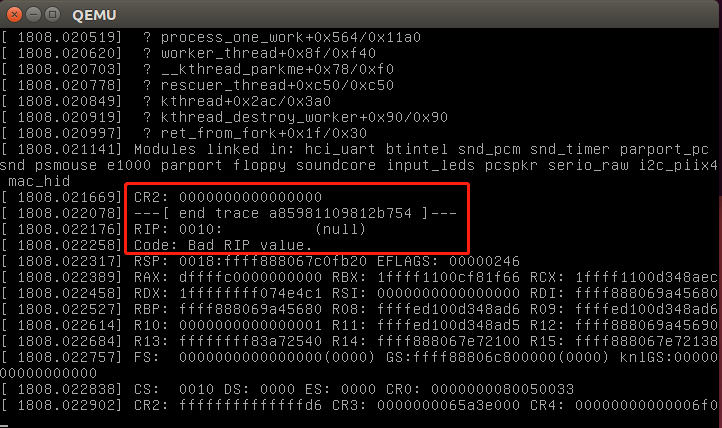 QEMU
[ 1808.020519]  ? process_one_work+0x564/0x11a0
[ 1808.020620]  ? worker_thread+0x8f/0xf40
[ 1808.020703]  ? __kthread_parkme+0x78/0xf0
[ 1808.020778]  ? rescuer_thread+0xc50/0xc50
[ 1808.020849]  ? kthread+0x2ac/0x3a0
[ 1808.020919]  ? kthread_destroy_worker+0x90/0x90
[ 1808.020997]  ? ret_from_fork+0x1f/0x30
[ 1808.021141] Modules linked in: hci_uart btintel snd_pcm snd_timer parport_pc
snd psmouse e1000 parport floppy soundcore input_leds pcspkr serio_raw i2c_piix4
 mac_hid
[ 1808.021669] CR2: 0000000000000000
[ 1808.022078] ---[ end trace a85981109812b754 ]---
[ 1808.022176] RIP: 0010:          (null)
[ 1808.022258] Code: Bad RIP value.
[ 1808.022317] RSP: 0018:ffff888067c0fb20 EFLAGS: 00000246
[ 1808.022389] RAX: dffffc0000000000 RBX: 1ffff1100cf81f66 RCX: 1ffff1100d348aec
[ 1808.022458] RDX: 1ffffffff074e4c1 RSI: 0000000000000000 RDI: ffff888069a45680
[ 1808.022527] RBP: ffff888069a45680 R08: ffffed100d348ad6 R09: ffffed100d348ad6
[ 1808.022614] R10: 0000000000000001 R11: ffffed100d348ad5 R12: ffff888069a45690
[ 1808.022684] R13: ffffffff83a72540 R14: ffff888067e72100 R15: ffff888067e72138
[ 1808.022757] FS:  0000000000000000(0000) GS:ffff88806c800000(0000) knlGS:00000
00000000000
[ 1808.022838] CS:  0010 DS: 0000 ES: 0000 CR0: 0000000080050033
[ 1808.022902] CR2: ffffffffffffffd6 CR3: 0000000065a3e000 CR4: 00000000000006f0